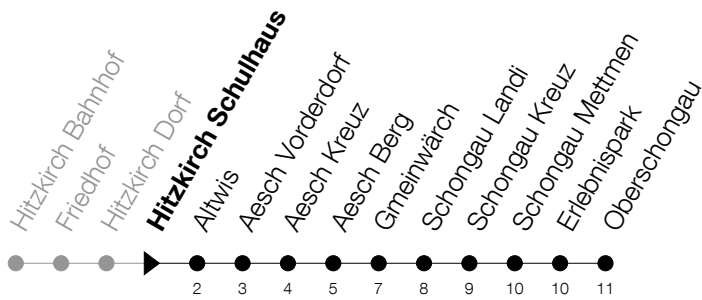 Hitzkirch Bahnhof
Friedhof
Hitzkirch Dorf
Hitzkirch Schulhaus
Altwis
Aesch Vorderdorf
Aesch Kreuz
Aesch Berg
Gmeinwärch
Schongau Landi
Schongau Kreuz
Schongau Mettmen
Erlebnispark
Oberschongau
2 3 4 5 7 8 9 10 10 11